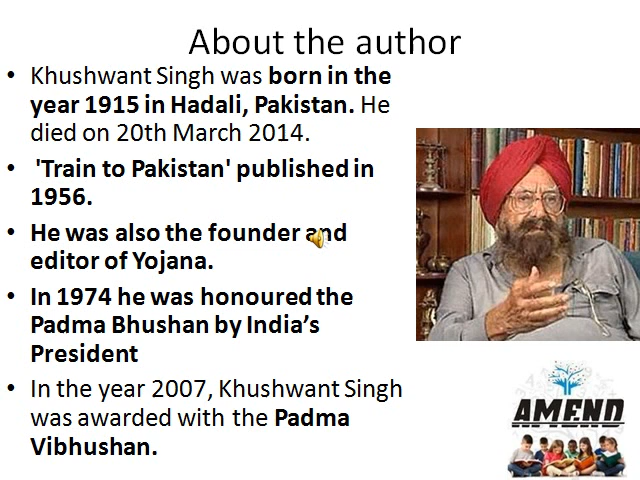 About the author
• Khushwant Singh was born in the
year 1915 in Hadali, Pakistan. He
died on 20th March 2014.
• 'Train to Pakistan' published in
1956.
• He was also the founder and
editor of Yojana.
• In 1974 he was honoured the
Padma Bhushan by India’s
President
• In the year 2007, Khushwant Singh
was awarded with the Padma
Vibhushan.
AMEND